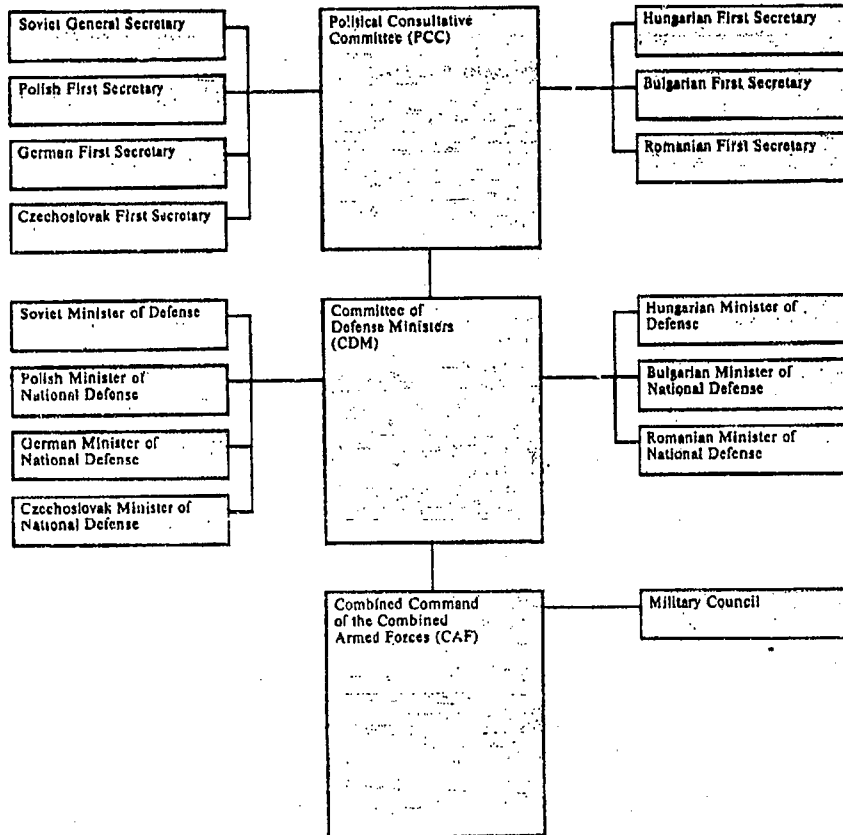 Soviet General Secretary
Polish First Secretary
German First Secretary
Czechoslovak First Secretary
Political Consultative
Committee (PCC)
Hungarian First Secretary
Bulgarian First Secretary
Romanian First Secretary
Soviet Minister of Defense
Polish Minister of
National Defense
German Minister of
National Defense
Czechoslovak Minister of
National Defense
Committee of
Defense Ministers
(CDM)
Hungarian Minister of
Defense
Bulgarian Minister of
National Defense
Romanian Minister of
National Defense
Combined Command
of the Combined
Armed Forces (CAF)
Military Council